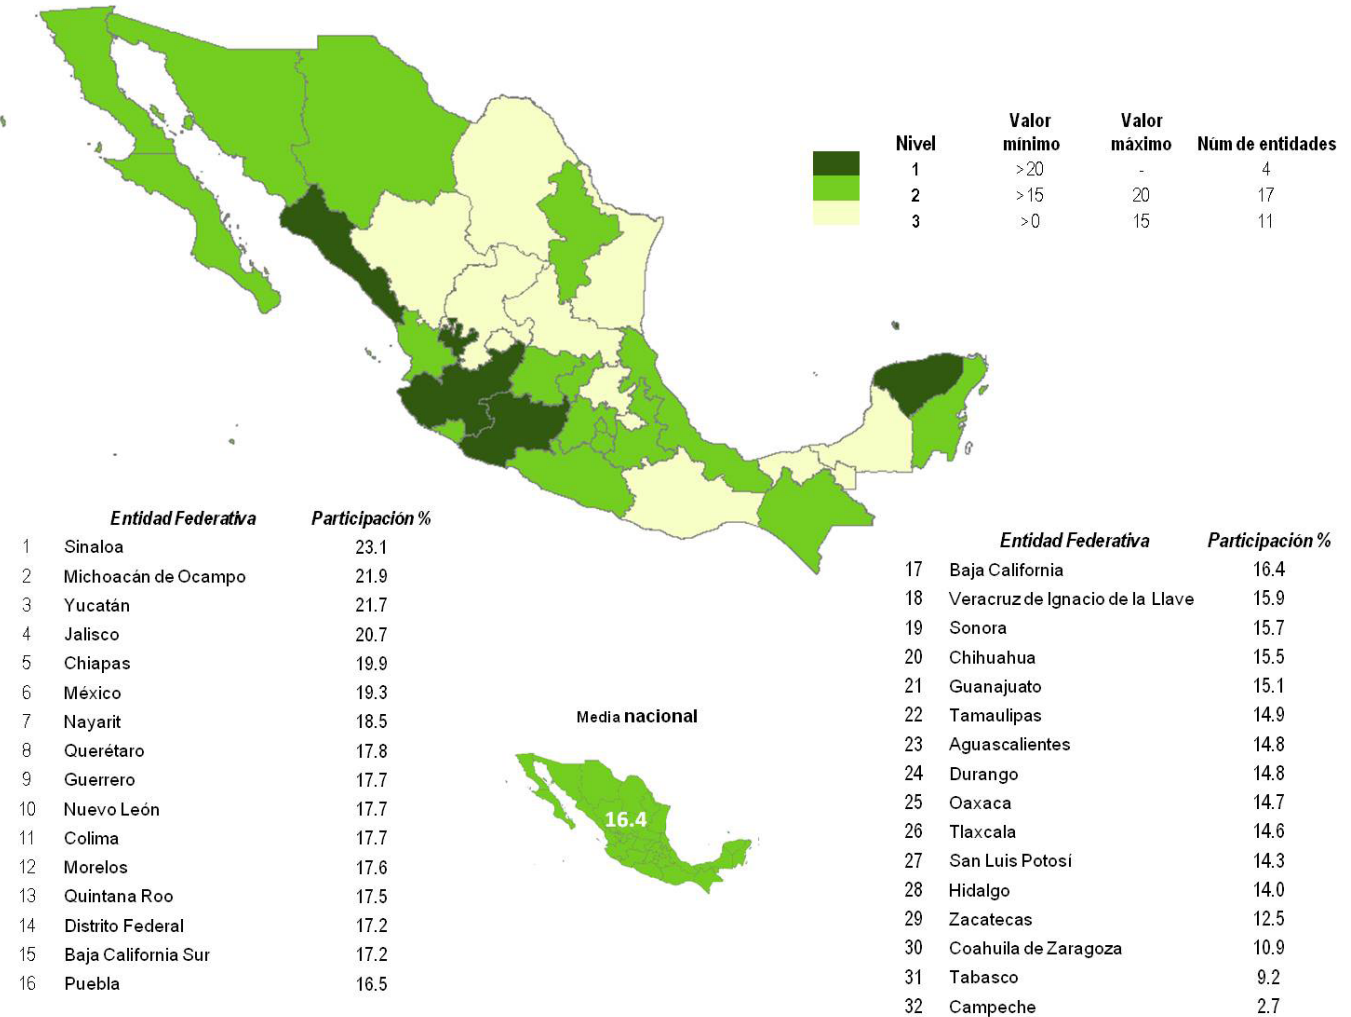 Nivel Valor mínimo Valor máximo Núm de entidades
1 >20 - 4
2 >15 20 17
3 >0 15 11
Entidad Federativa Participación %
1 Sinaloa 23.1
2 Michoacán de Ocampo 21.9
3 Yucatán 21.7
4 Jalisco 20.7
5 Chiapas 19.9
6 México 19.3
7 Nayarit 18.5
8 Querétaro 17.8
9 Guerrero 17.7
10 Nuevo León 17.7
11 Colima 17.7
12 Morelos 17.6
13 Quintana Roo 17.5
14 Distrito Federal 17.2
15 Baja California Sur 17.2
16 Puebla 16.5
Media nacional
16.4
Entidad Federativa Participación %
17 Baja California 16.4
18 Veracruz de Ignacio de la Llave 15.9
19 Sonora 15.7
20 Chihuahua 15.5
21 Guanajuato 15.1
22 Tamaulipas 14.9
23 Aguascalientes 14.8
24 Durango 14.8
25 Oaxaca 14.7
26 Tlaxcala 14.6
27 San Luis Potosí 14.3
28 Hidalgo 14.0
29 Zacatecas 12.5
30 Coahuila de Zaragoza 10.9
31 Tabasco 9.2
32 Campeche 2.7